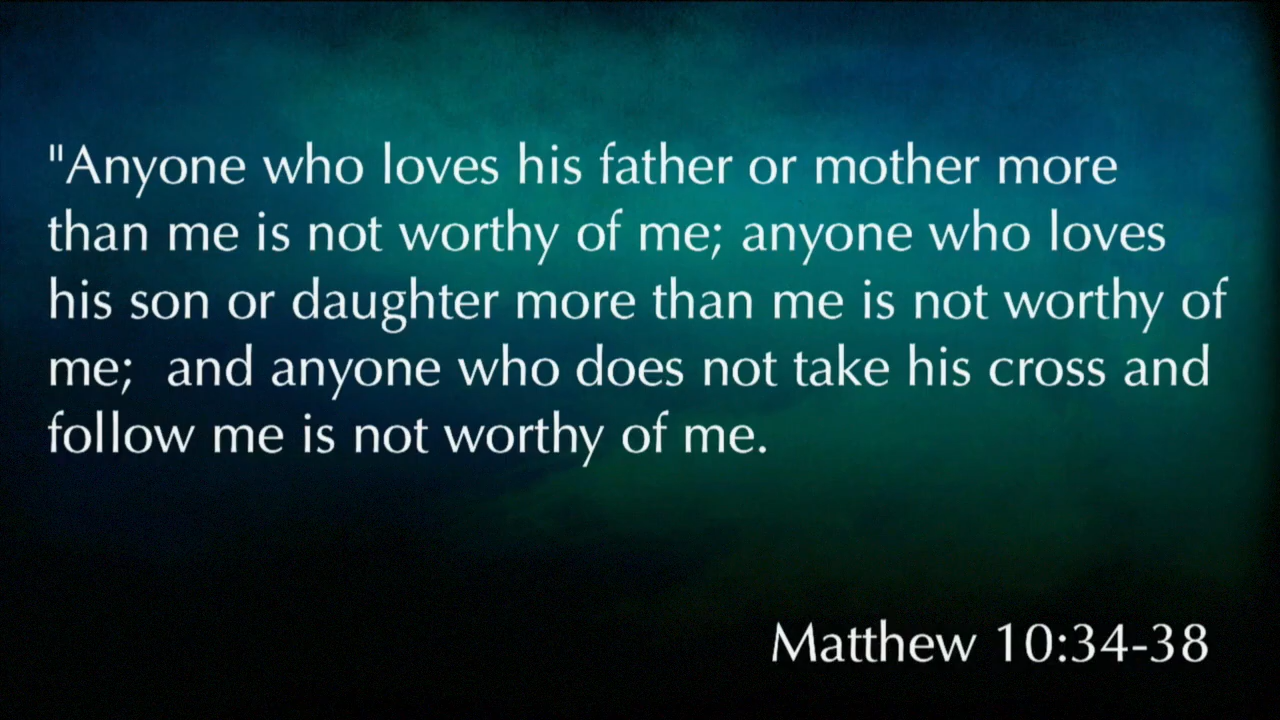 "Anyone who loves his father or mother more
than me is not worthy of me; anyone who loves
his son or daughter more than me is not worthy of
me;  and anyone who does not take his cross and
follow me is not worthy of me.
Matthew 10:34-38